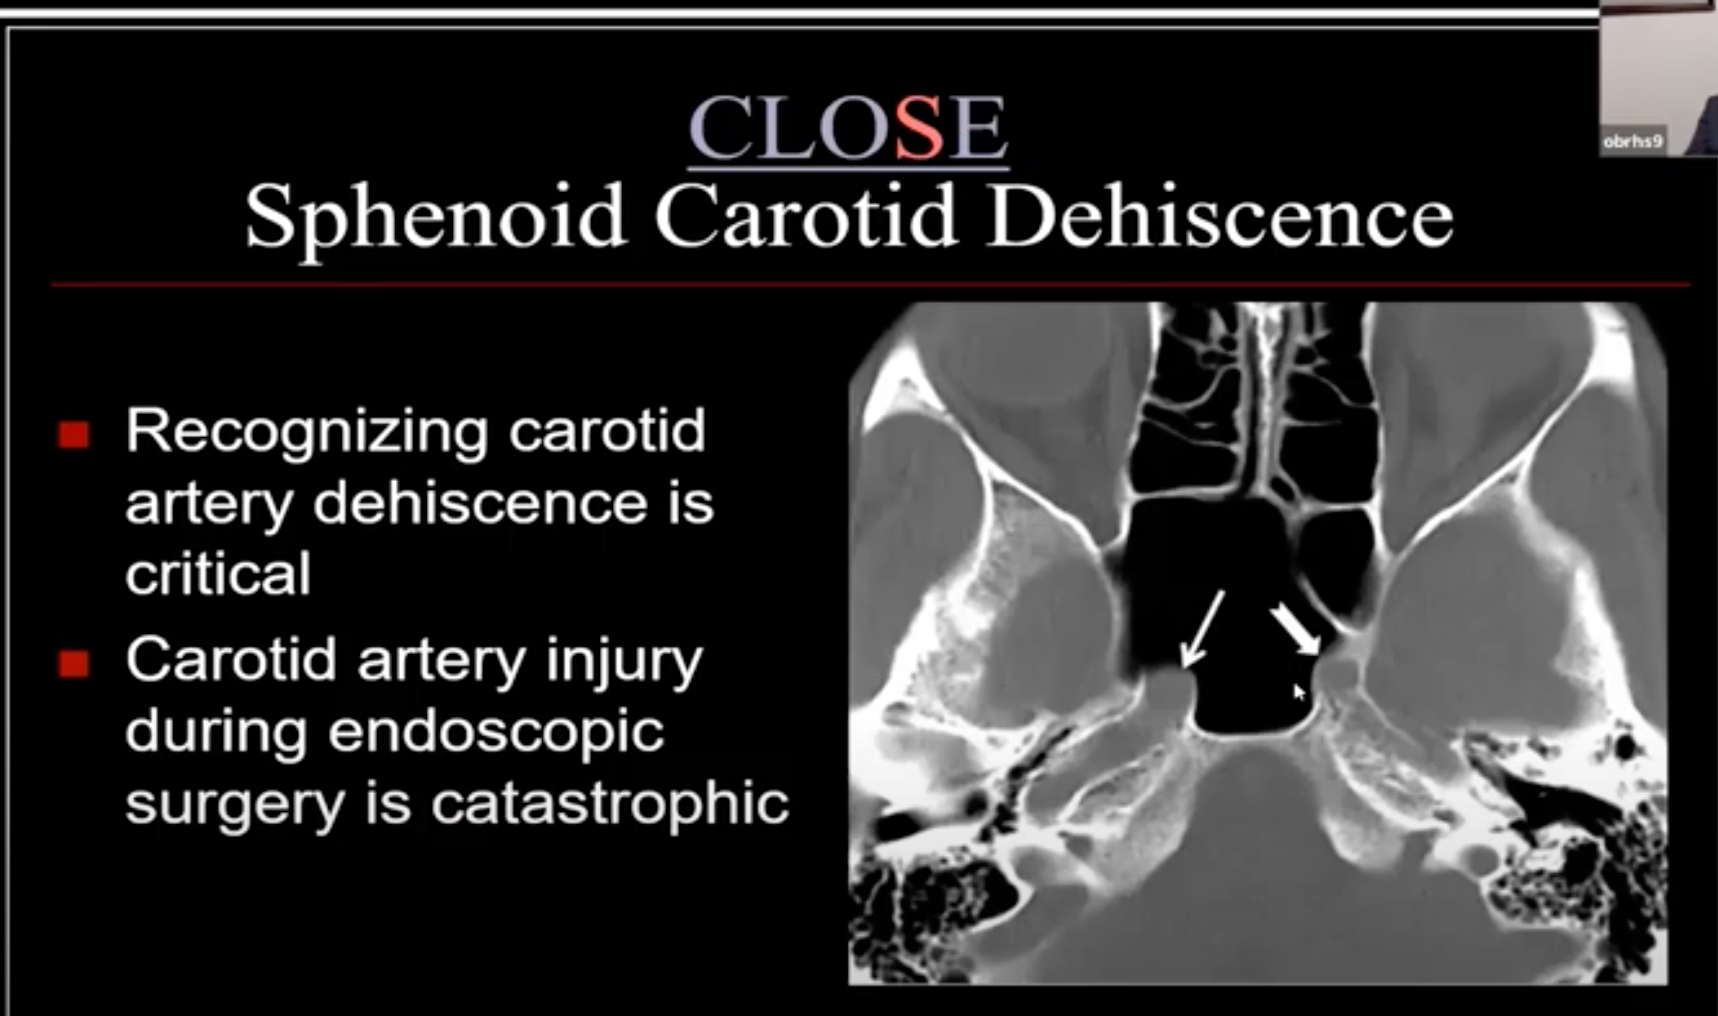 obrhs9
CLOSE
Sphenoid Carotid Dehiscence
Recognizing carotid
artery dehiscence is
critical
Carotid artery injury
during endoscopic
surgery is catastrophic